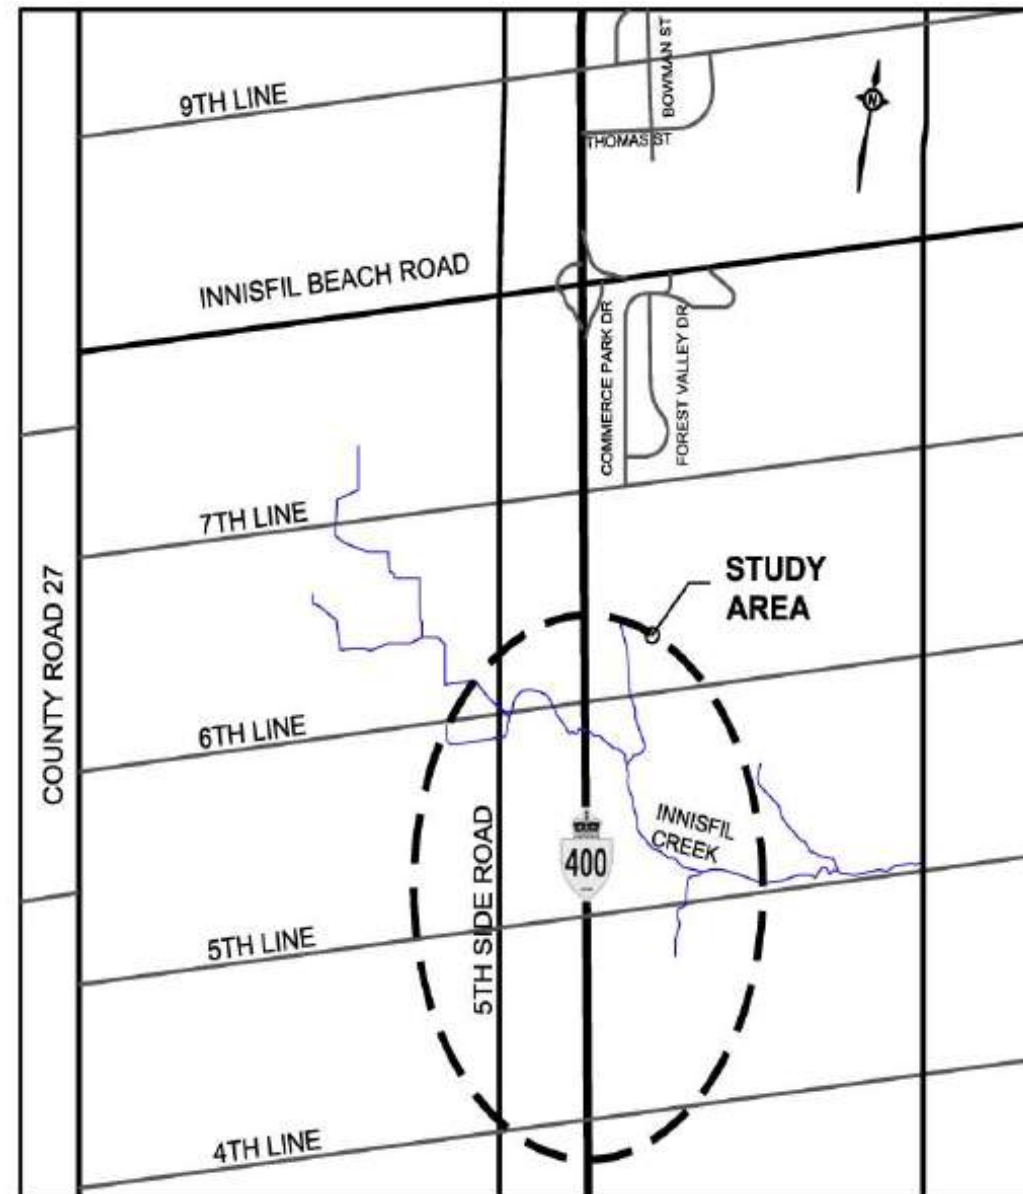 BOWMAN ST
9TH LINE
N
THOMAS ST
INNISFIL BEACH ROAD
COMMERCE PARK DR
FOREST VALLEY DR
7TH LINE
STUDY
AREA
COUNTY ROAD 27
6TH LINE
INNISFIL
CREEK
400
5TH SIDE ROAD
5TH LINE
4TH LINE